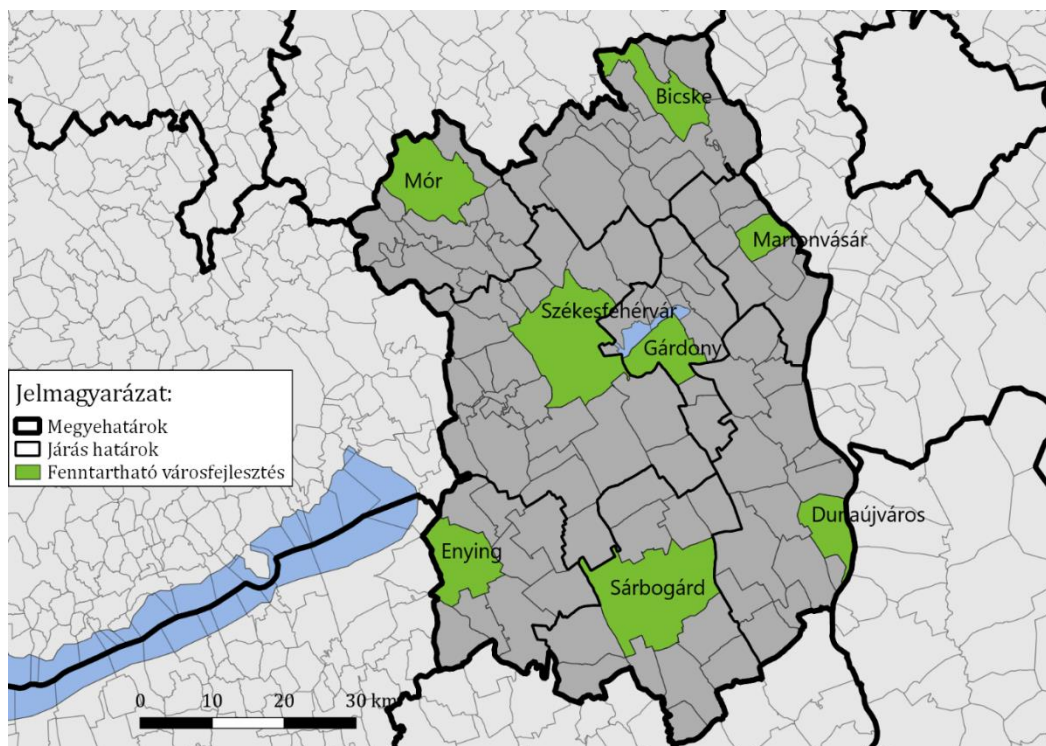 Bicske
Mór
Martonvásár
Székesfehérvár
Gárdony
Jelmagyarázat:
Megyehatárok
Járás határok
Fenntartható városfejlesztés
Dunaújváros
Enying
Sárbogárd
0 10 20 30 km